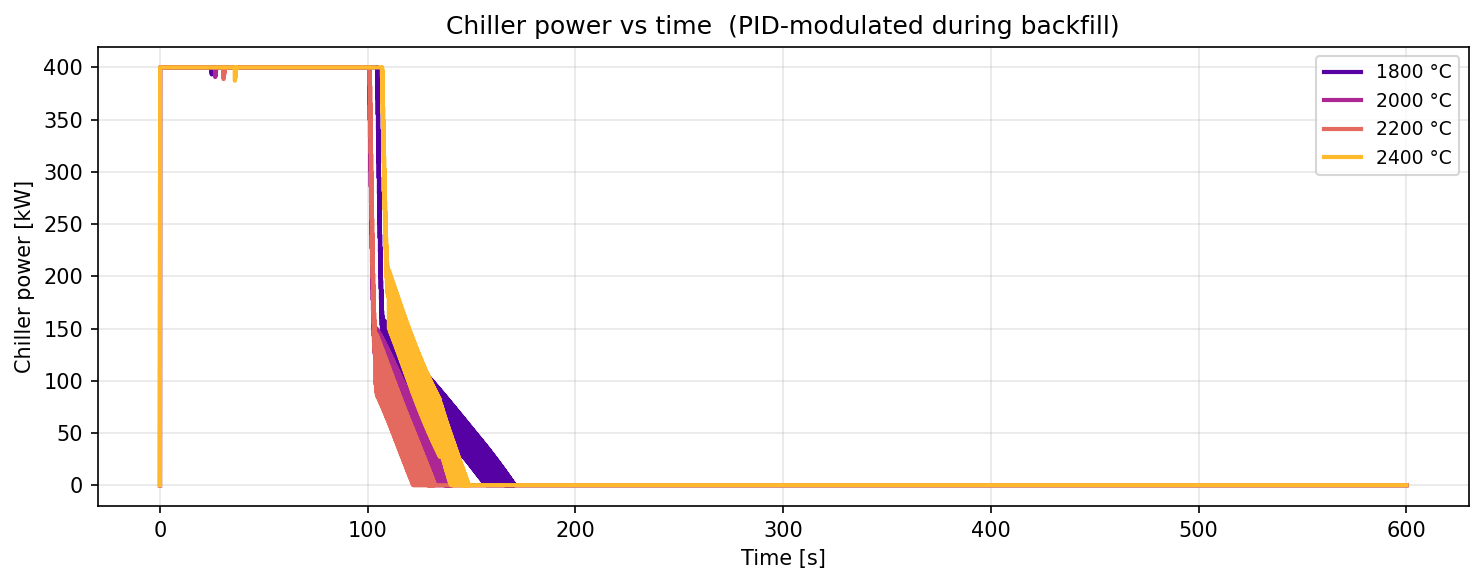 Chiller power vs time  (PID-modulated during backfill)
Chiller power [kW]
400
350
300
250
200
150
100
50
0
1800 °C
2000 °C
2200 °C
2400 °C
0 100 200 300 400 500 600
Time [s]